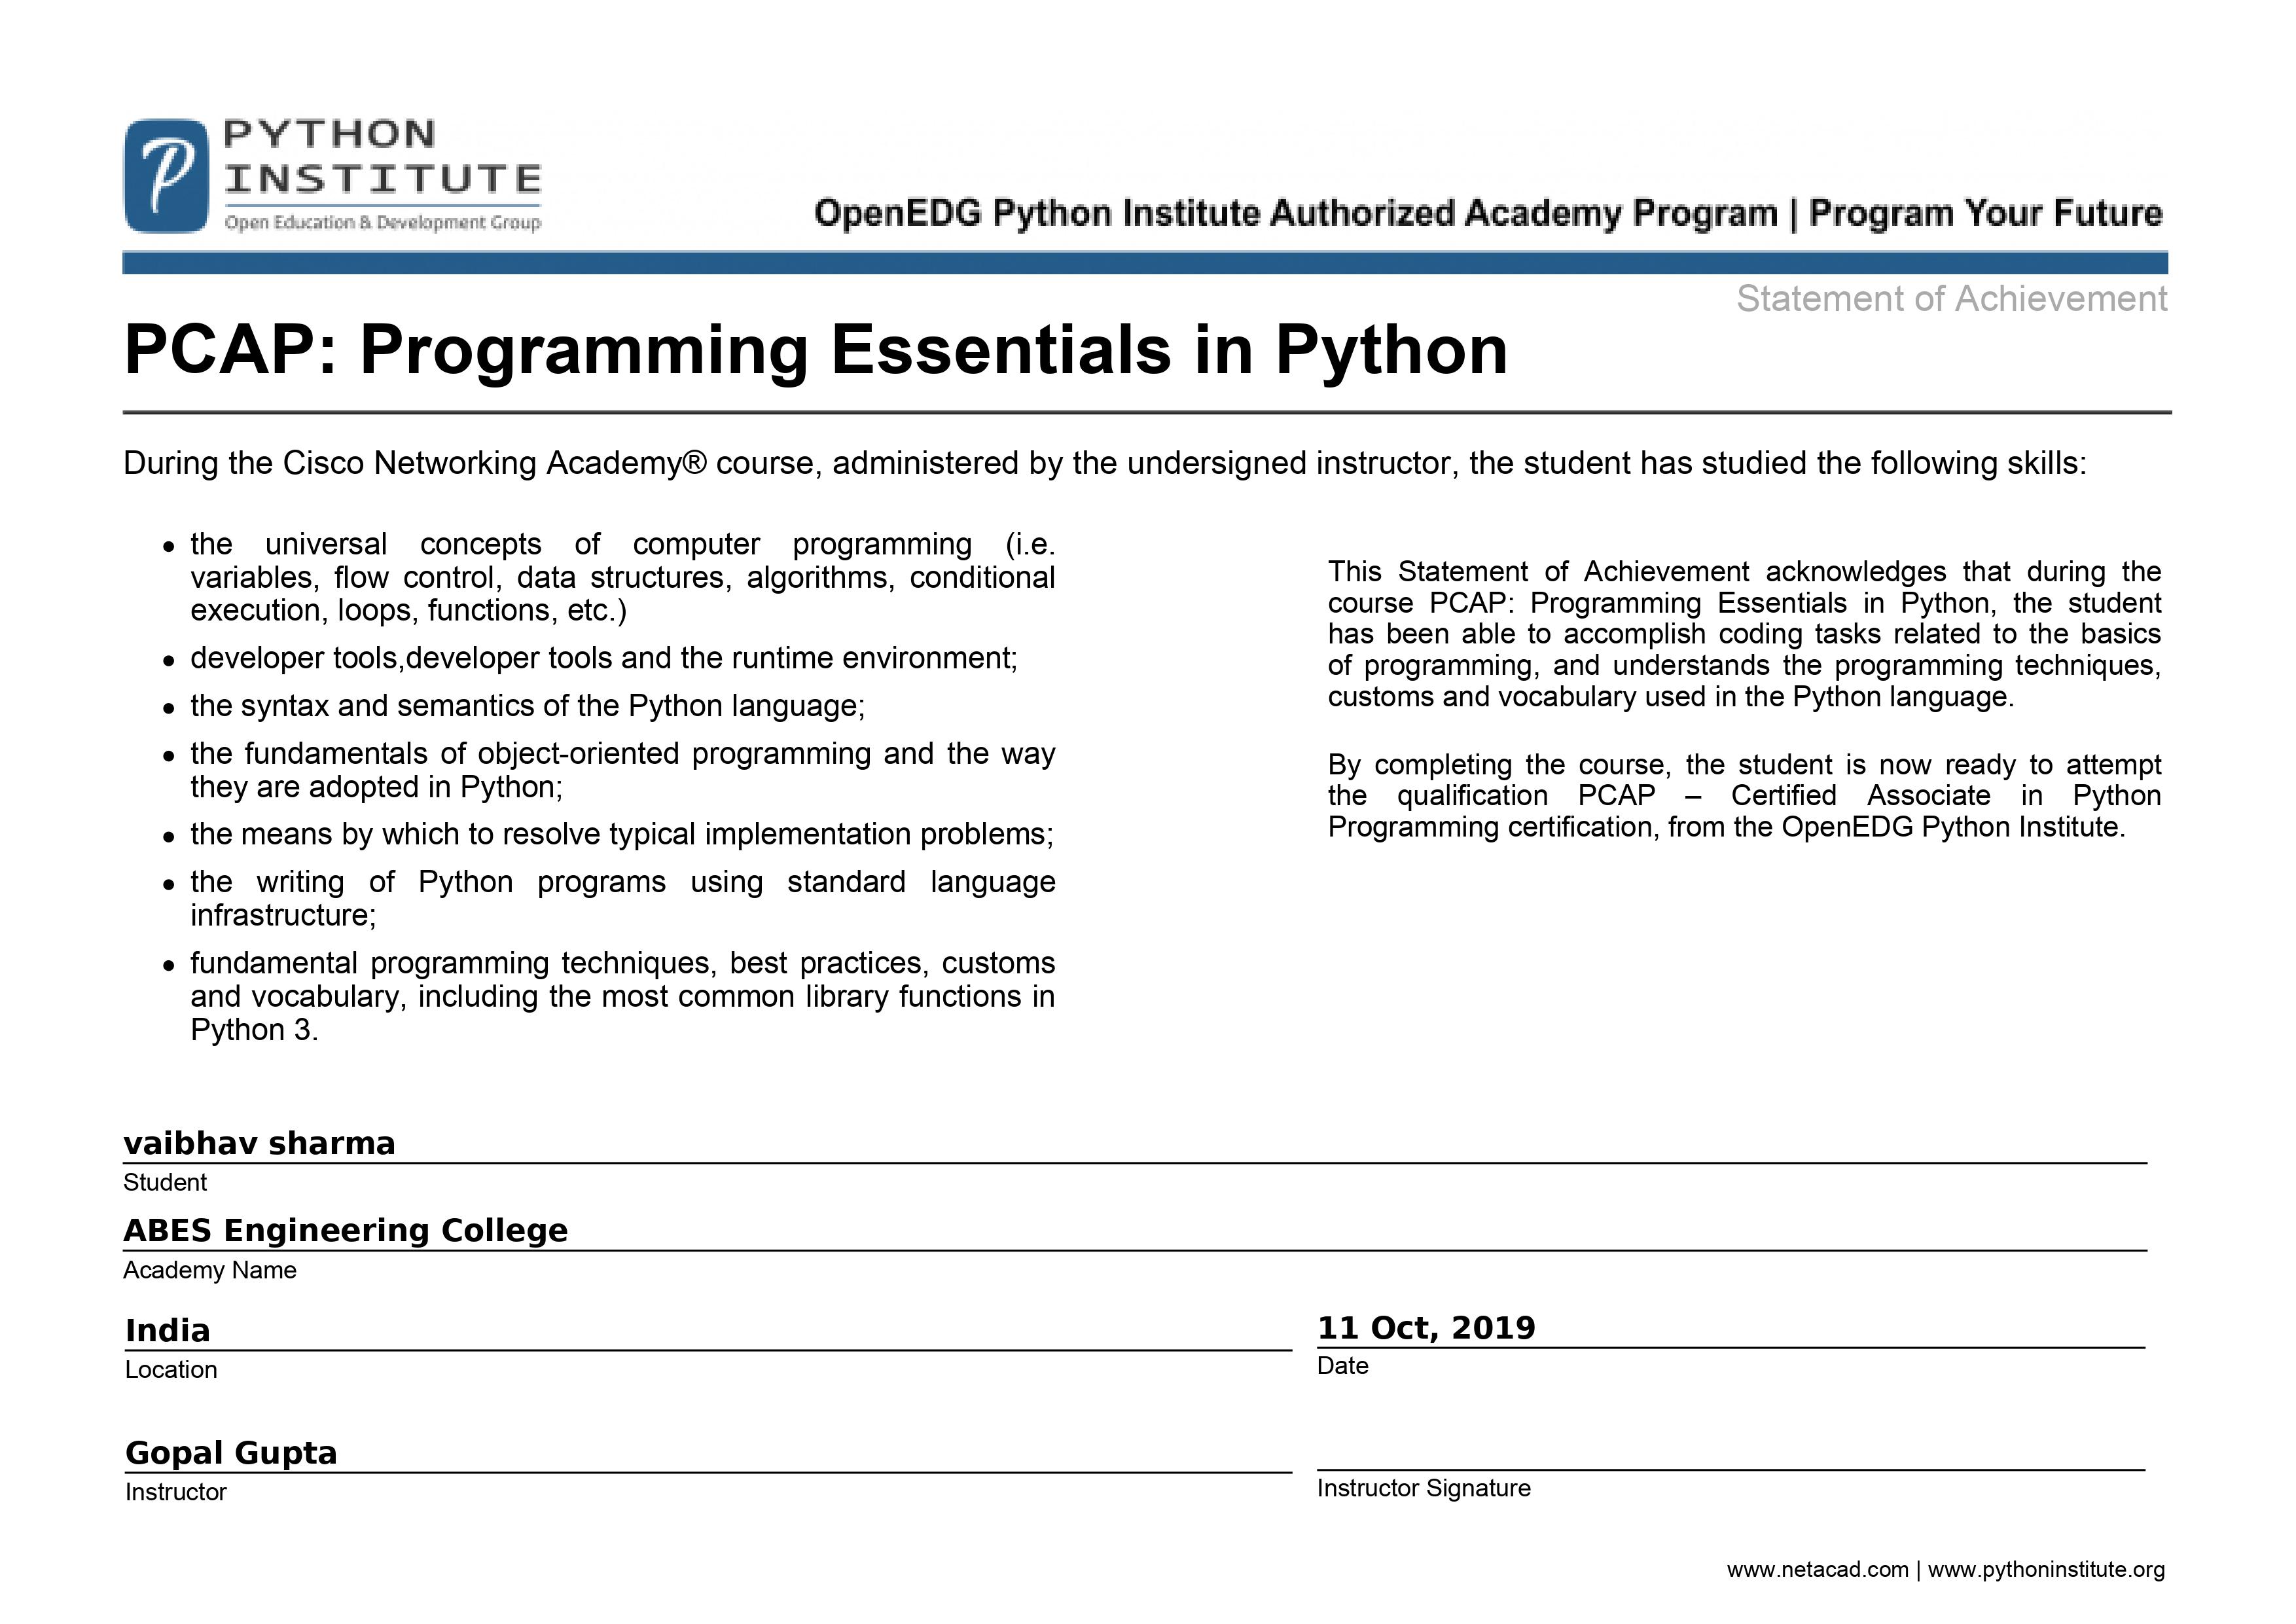 PYTHON
INSTITUTE
Open Education & Development Group
OpenEDG Python Institute Authorized Academy Program | Program Your Future
Statement of Achievement
PCAP: Programming Essentials in Python
During the Cisco Networking Academy® course, administered by the undersigned instructor, the student has studied the following skills:
• the universal concepts of computer programming (i.e.
variables, flow control, data structures, algorithms, conditional
execution, loops, functions, etc.)
• developer tools,developer tools and the runtime environment;
• the syntax and semantics of the Python language;
• the fundamentals of object-oriented programming and the way
they are adopted in Python;
• the means by which to resolve typical implementation problems;
• the writing of Python programs using standard language
infrastructure;
• fundamental programming techniques, best practices, customs
and vocabulary, including the most common library functions in
Python 3.
This Statement of Achievement acknowledges that during the
course PCAP: Programming Essentials in Python, the student
has been able to accomplish coding tasks related to the basics
of programming, and understands the programming techniques,
customs and vocabulary used in the Python language.
By completing the course, the student is now ready to attempt
the qualification PCAP – Certified Associate in Python
Programming certification, from the OpenEDG Python Institute.
vaibhav sharma
Student
ABES Engineering College
Academy Name
India
Location
11 Oct, 2019
Date
Gopal Gupta
Instructor
Instructor Signature
www.netacad.com | www.pythoninstitute.org